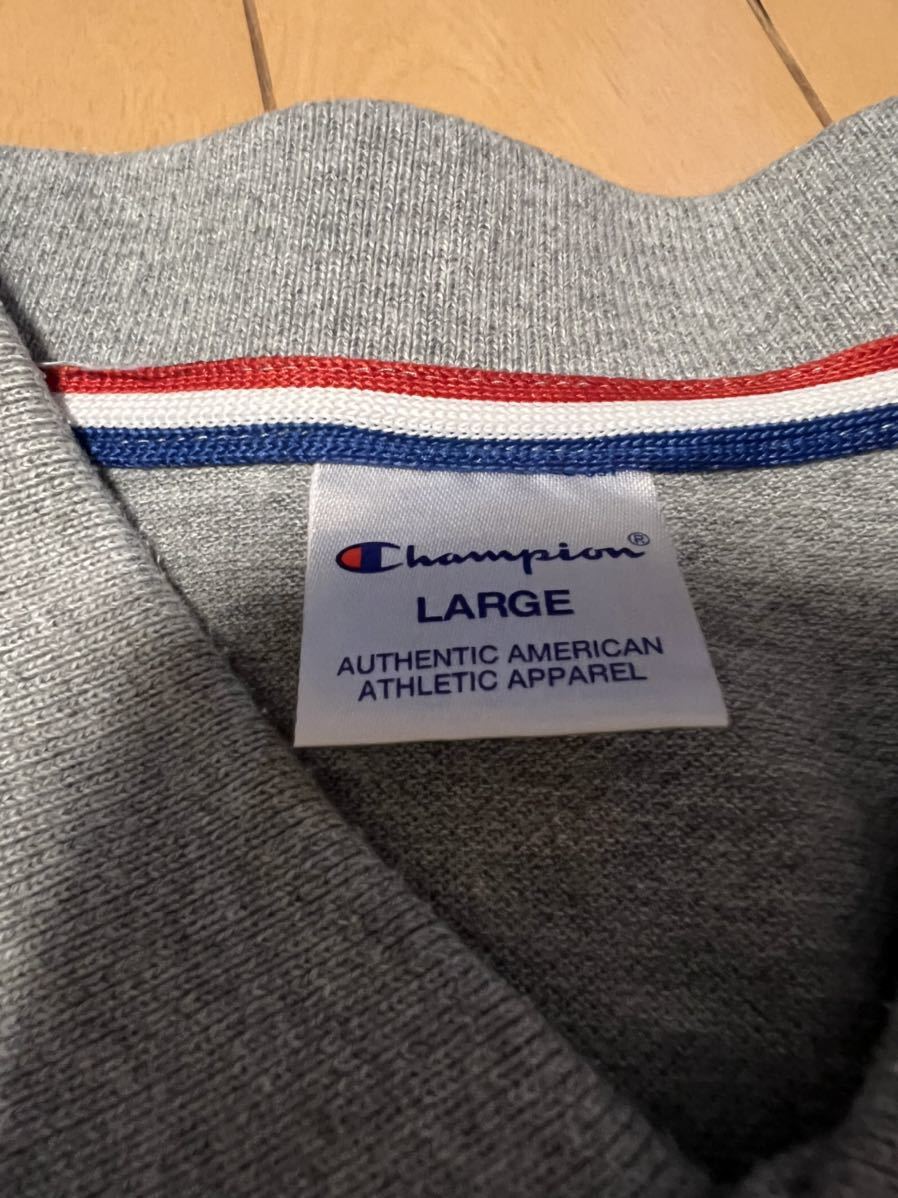 Champion®
LARGE
AUTHENTIC AMERICAN
ATHLETIC APPAREL